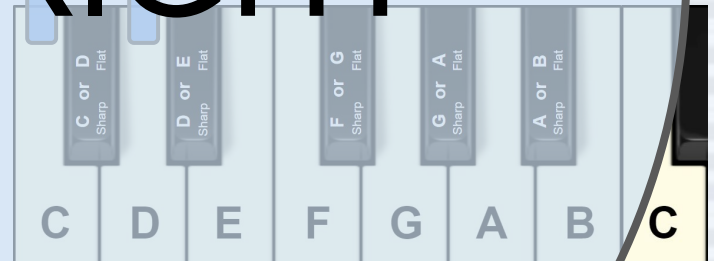 C or D
Sharp Flat
D or E
Sharp Flat
F or G
Sharp Flat
G or A
Sharp Flat
A or B
Sharp Flat
C D E F G A B C